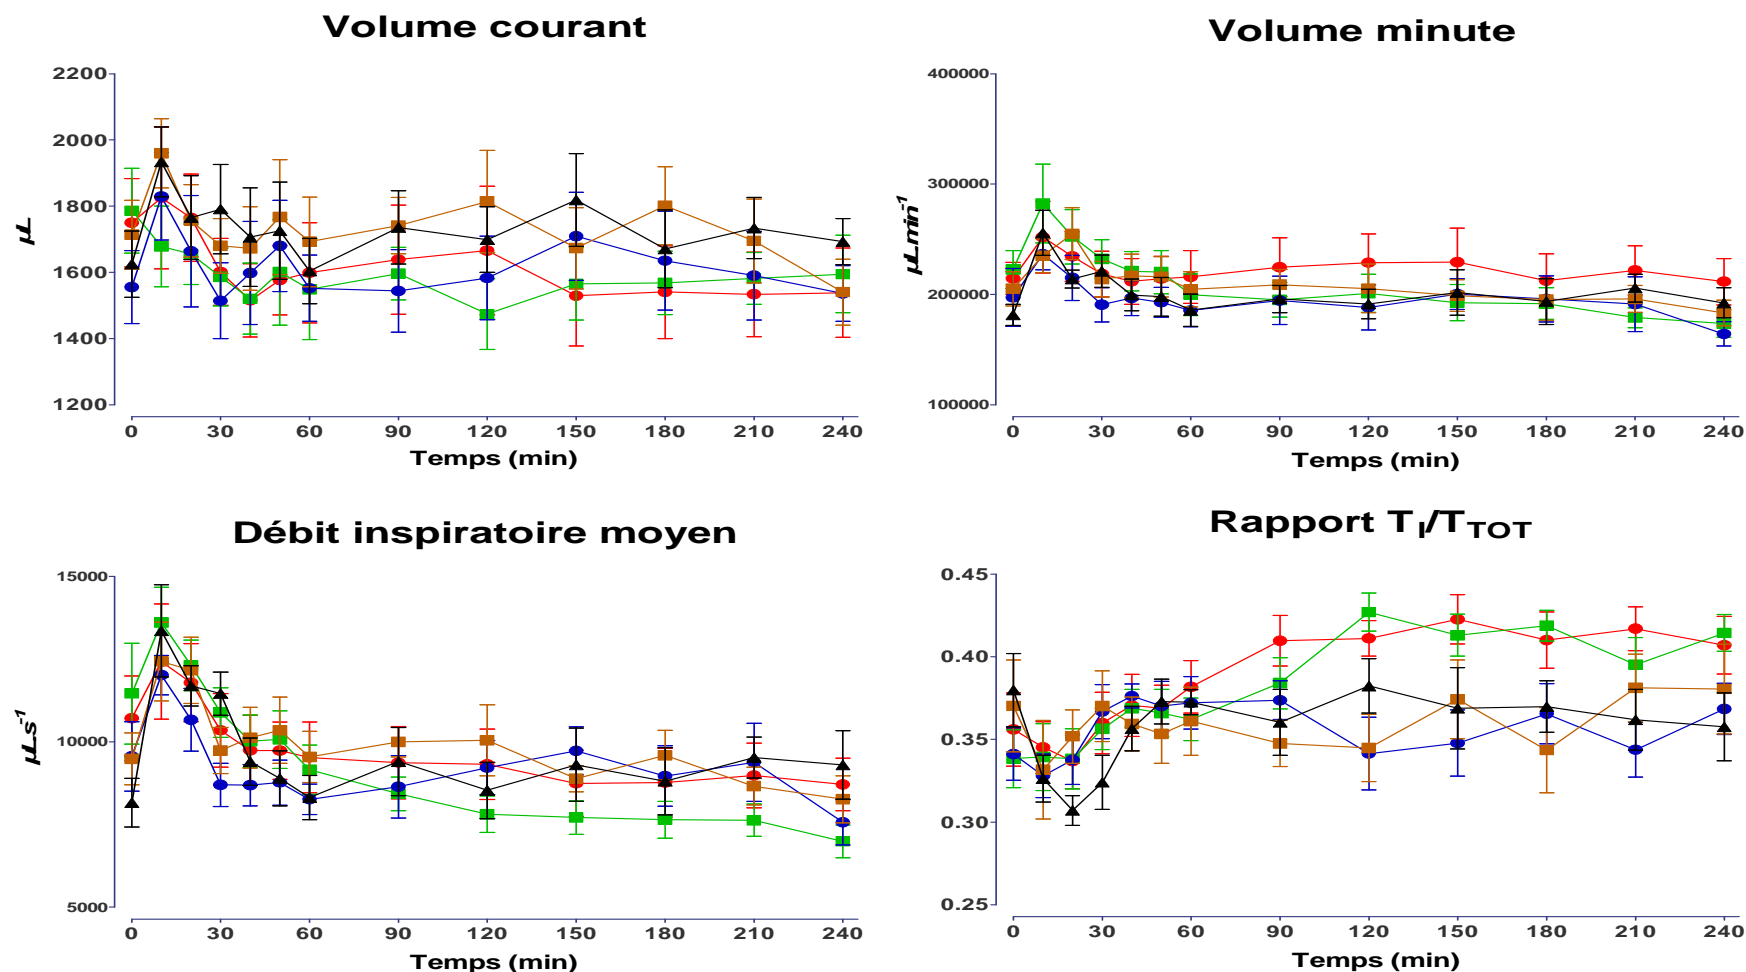 Volume courant
2200
2000
1800
1600
1400
1200
µL
0 30 60 90 120 150 180 210 240
Temps (min)
Volume minute
400000
300000
200000
100000
µL.min-1
0 30 60 90 120 150 180 210 240
Temps (min)
Débit inspiratoire moyen
15000
10000
5000
µL.s-1
0 30 60 90 120 150 180 210 240
Temps (min)
Rapport TI/TTOT
0.45
0.40
0.35
0.30
0.25
0 30 60 90 120 150 180 210 240
Temps (min)